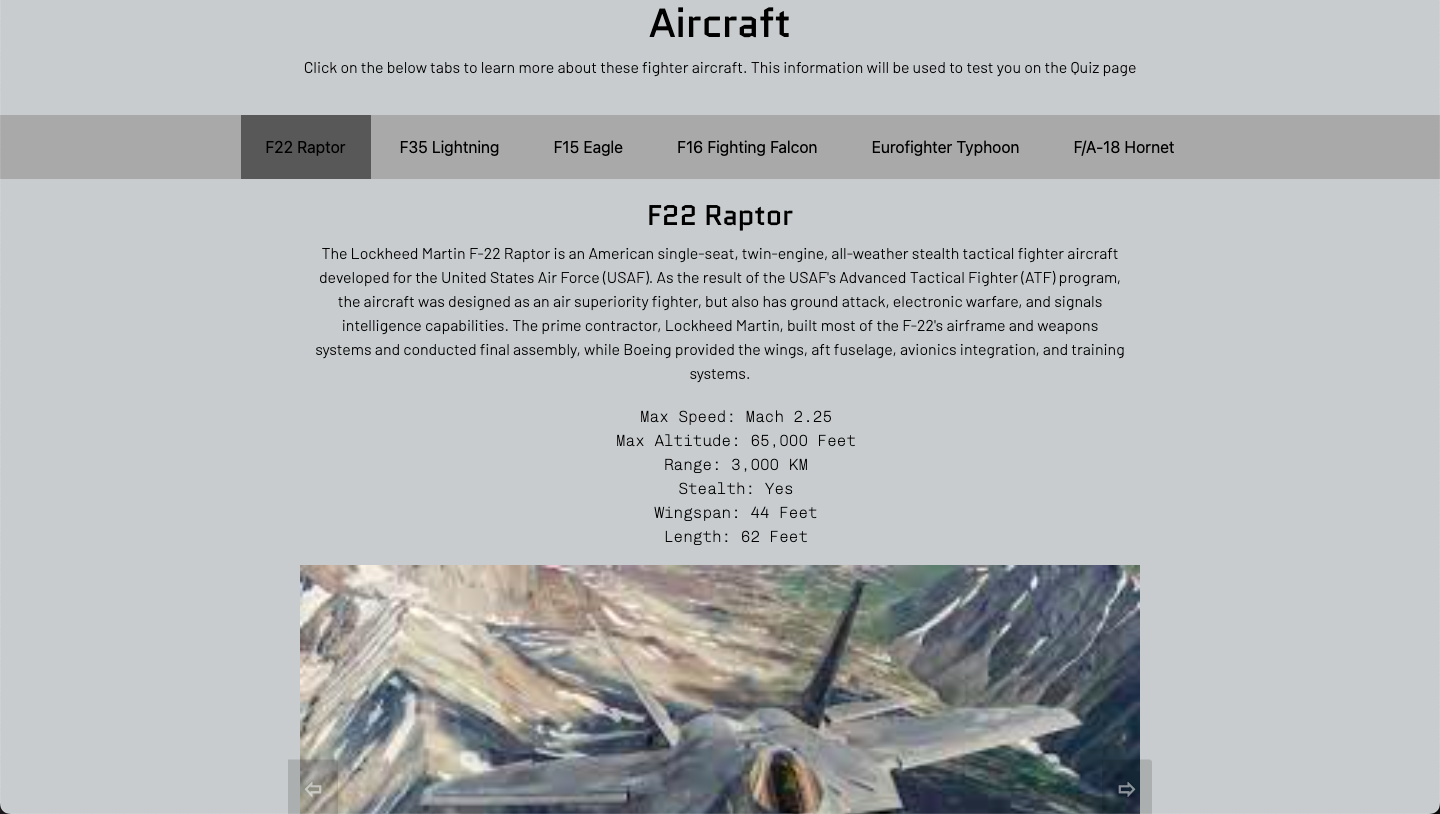 Aircraft
Click on the below tabs to learn more about these fighter aircraft. This information will be used to test you on the Quiz page
F22 Raptor F35 Lightning F15 Eagle F16 Fighting Falcon Eurofighter Typhoon F/A-18 Hornet
F22 Raptor
The Lockheed Martin F-22 Raptor is an American single-seat, twin-engine, all-weather stealth tactical fighter aircraft
developed for the United States Air Force (USAF). As the result of the USAF's Advanced Tactical Fighter (ATF) program,
the aircraft was designed as an air superiority fighter, but also has ground attack, electronic warfare, and signals
intelligence capabilities. The prime contractor, Lockheed Martin, built most of the F-22's airframe and weapons
systems and conducted final assembly, while Boeing provided the wings, aft fuselage, avionics integration, and training
systems.
Max Speed: Mach 2.25
Max Altitude: 65,000 Feet
Range: 3,000 KM
Stealth: Yes
Wingspan: 44 Feet
Length: 62 Feet